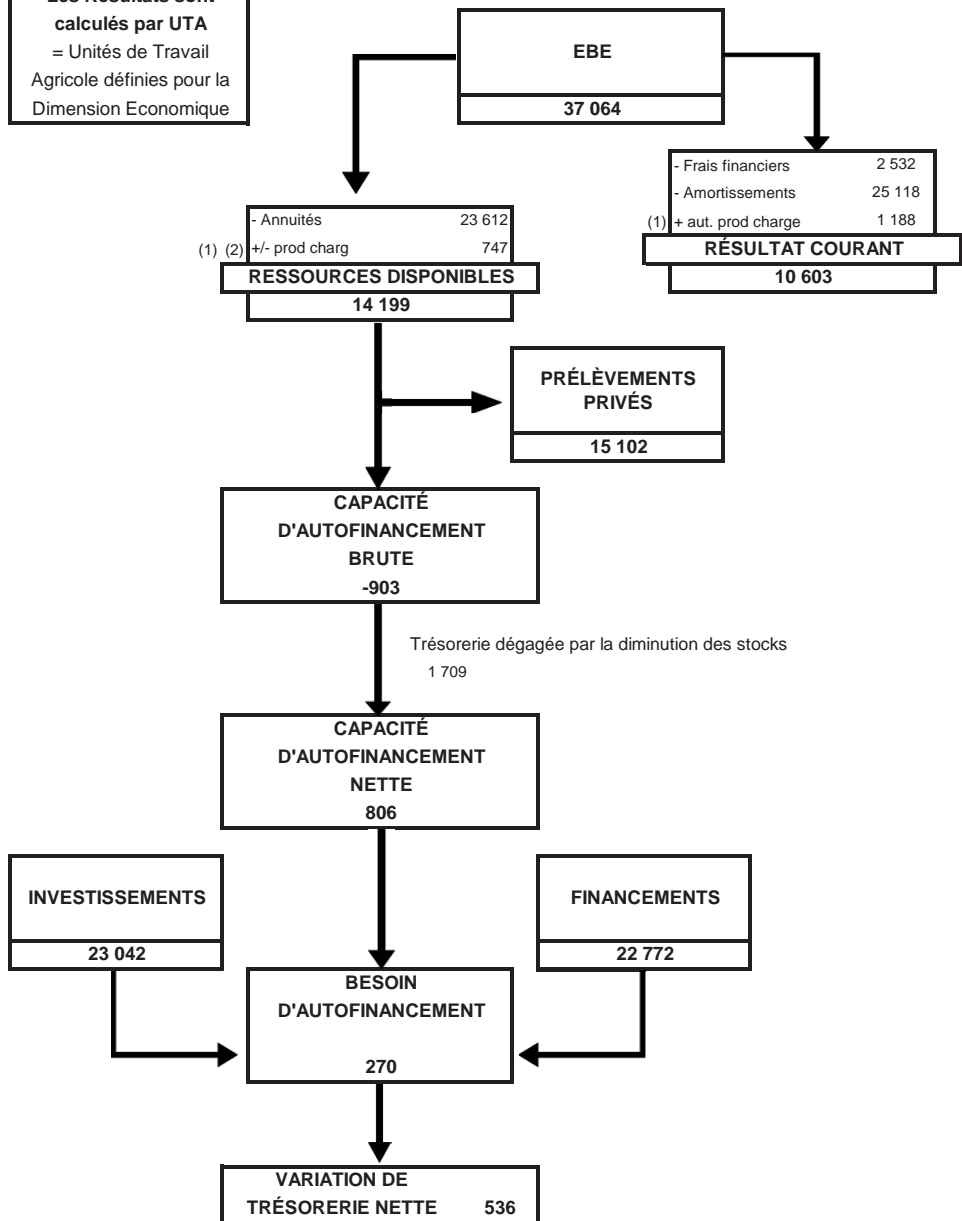 Les Résultats sont
calculés par UTA
= Unités de Travail
Agricole définies pour la
Dimension Economique
EBE
37 064
- Frais financiers 2 532
- Amortissements 25 118
(1) + aut. prod charge 1 188
RÉSULTAT COURANT
10 603
- Annuités 23 612
(1) (2) +/- prod charg 747
RESSOURCES DISPONIBLES
14 199
PRÉLÈVEMENTS
PRIVÉS
15 102
CAPACITÉ
D'AUTOFINANCEMENT
BRUTE
-903
Trésorerie dégagée par la diminution des stocks
1 709
CAPACITÉ
D'AUTOFINANCEMENT
NETTE
806
INVESTISSEMENTS
23 042
FINANCEMENTS
22 772
BESOIN
D'AUTOFINANCEMENT
270
VARIATION DE
TRÉSORERIE NETTE 536